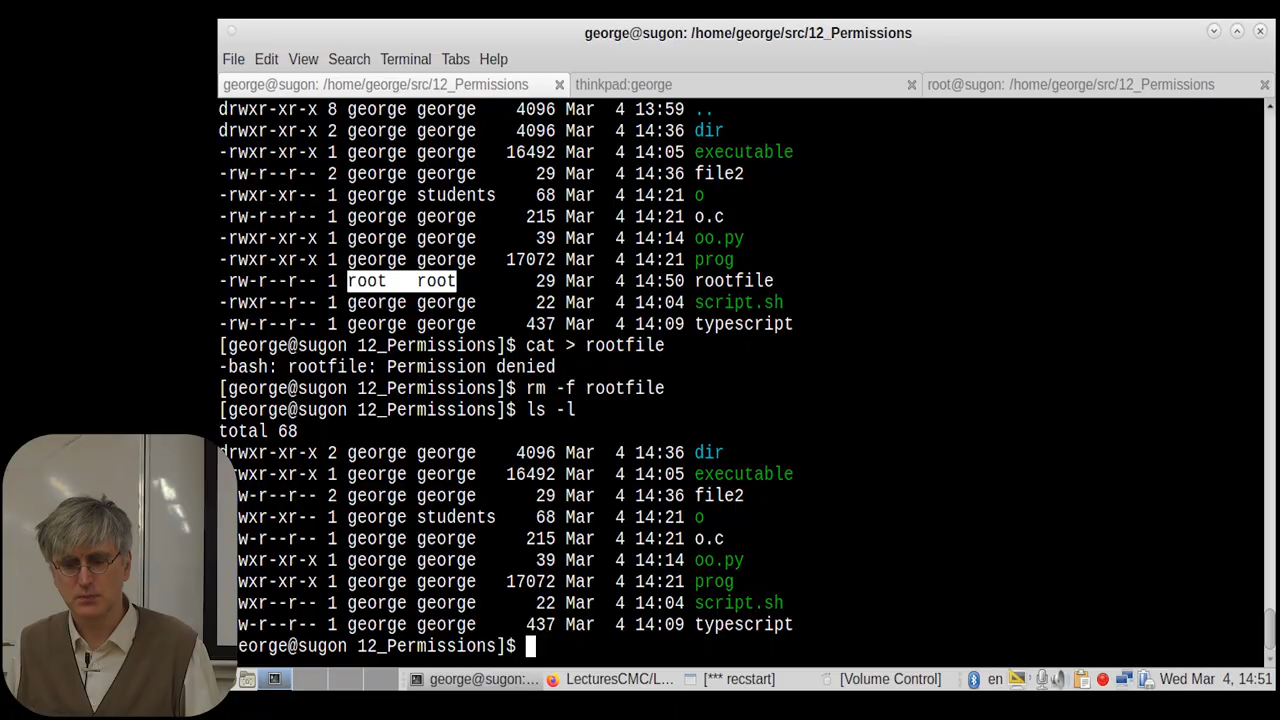 george@sugon: /home/george/src/12_Permissions
File Edit View Search Terminal Tabs Help
george@sugon: /home/george/src/12_Permissions thinkpad:george root@sugon: /home/george/src/12_Permissions
drwxr-xr-x 8 george george 4096 Mar 4 13:59 ..
drwxr-xr-x 2 george george 4096 Mar 4 14:36 dir
-rwxr-xr-x 1 george george 16492 Mar 4 14:05 executable
-rw-r--r-- 2 george george 29 Mar 4 14:36 file2
-rwxr-xr-- 1 george students 68 Mar 4 14:21 o
-rw-r--r-- 1 george george 215 Mar 4 14:21 o.c
-rwxr-xr-x 1 george george 39 Mar 4 14:14 oo.py
-rwxr-xr-x 1 george george 17072 Mar 4 14:21 prog
-rw-r--r-- 1 root root 29 Mar 4 14:50 rootfile
-rwxr--r-- 1 george george 22 Mar 4 14:04 script.sh
-rw-r--r-- 1 george george 437 Mar 4 14:09 typescript
[george@sugon 12_Permissions]$ cat > rootfile
-bash: rootfile: Permission denied
[george@sugon 12_Permissions]$ rm -f rootfile
[george@sugon 12_Permissions]$ ls -l
total 68
drwxr-xr-x 2 george george 4096 Mar 4 14:36 dir
rwxr-xr-x 1 george george 16492 Mar 4 14:05 executable
w-r--r-- 2 george george 29 Mar 4 14:36 file2
wxr-xr-- 1 george students 68 Mar 4 14:21 o
w-r--r-- 1 george george 215 Mar 4 14:21 o.c
wxr-xr-x 1 george george 39 Mar 4 14:14 oo.py
wxr-xr-x 1 george george 17072 Mar 4 14:21 prog
wxr--r-- 1 george george 22 Mar 4 14:04 script.sh
w-r--r-- 1 george george 437 Mar 4 14:09 typescript
george@sugon 12_Permissions]$
george@sugon:... LecturesCMC/L... [*** recstart] [Volume Control] en Wed Mar 4, 14:51